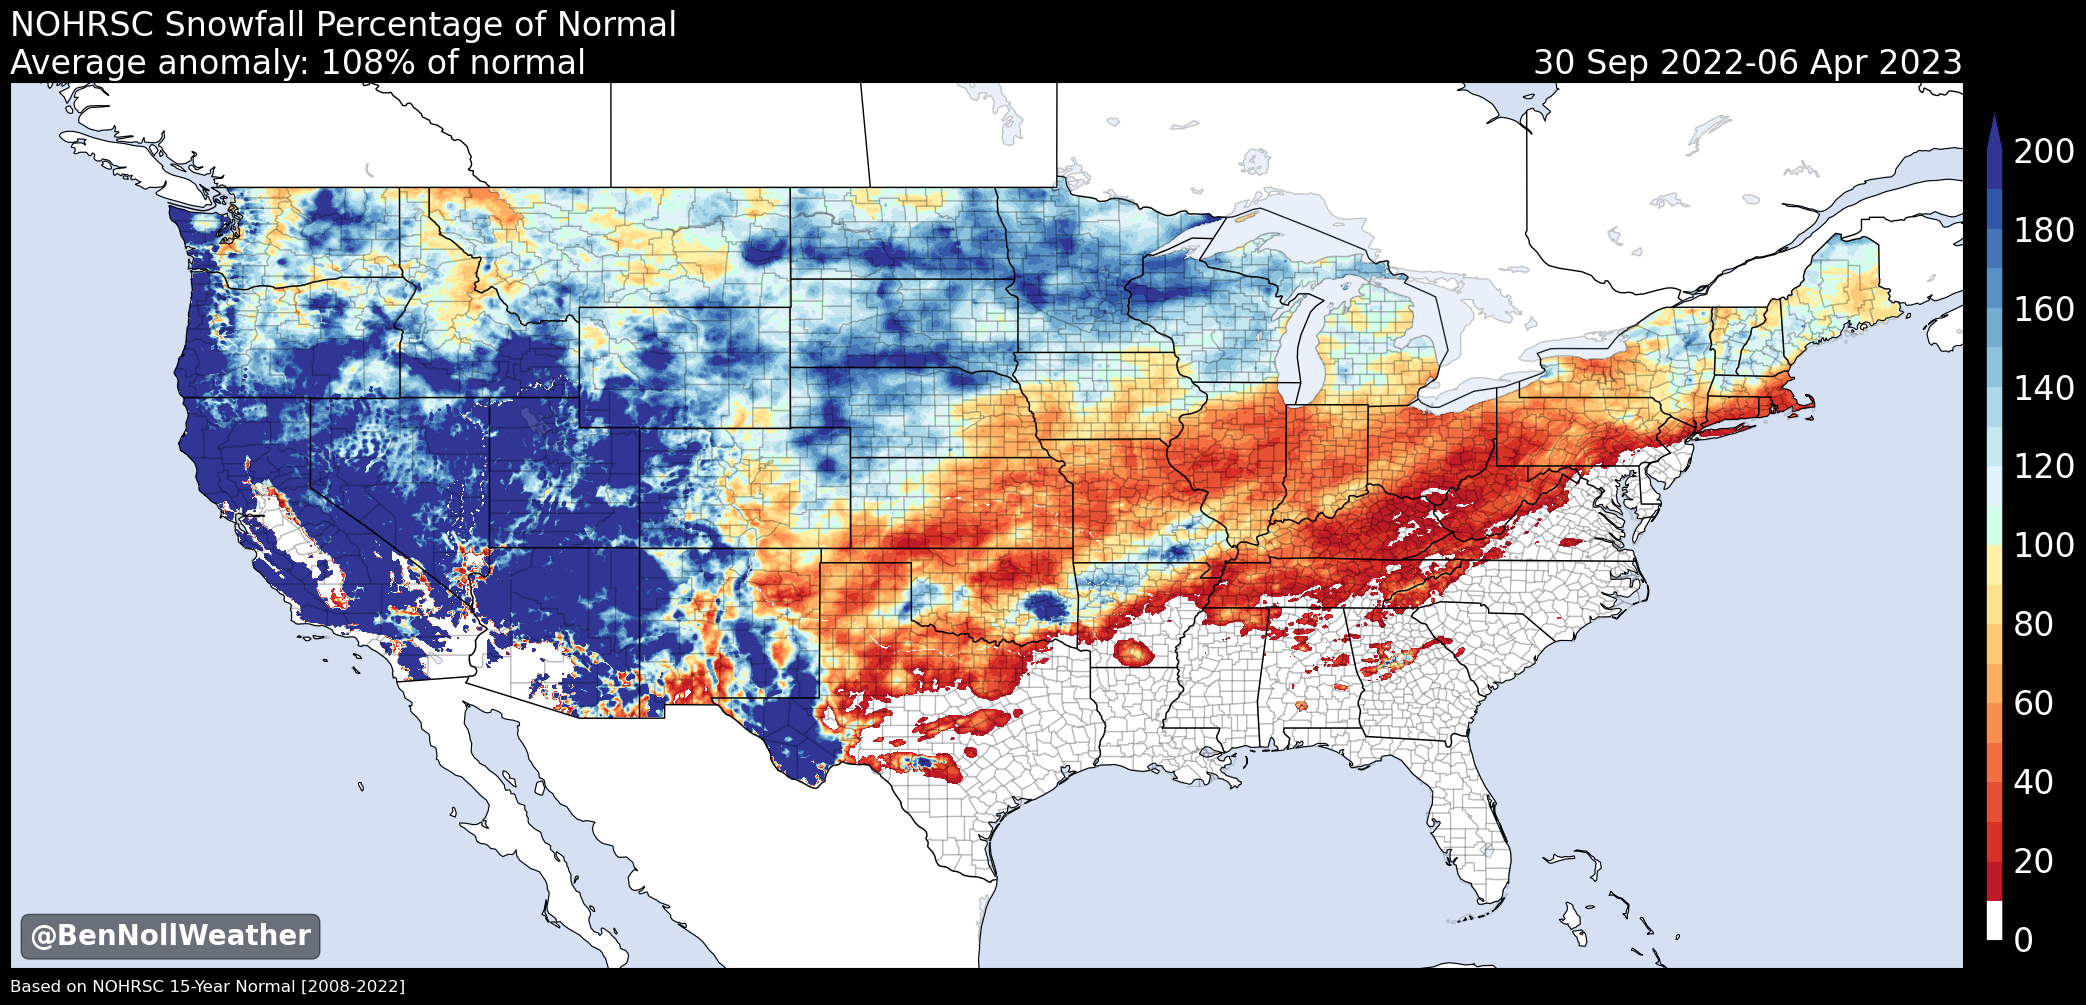 NOHRSC Snowfall Percentage of Normal
Average anomaly: 108% of normal
30 Sep 2022-06 Apr 2023
200
180
160
140
120
100
80
60
40
20
0
@BenNollWeather
Based on NOHRSC 15-Year Normal [2008-2022]